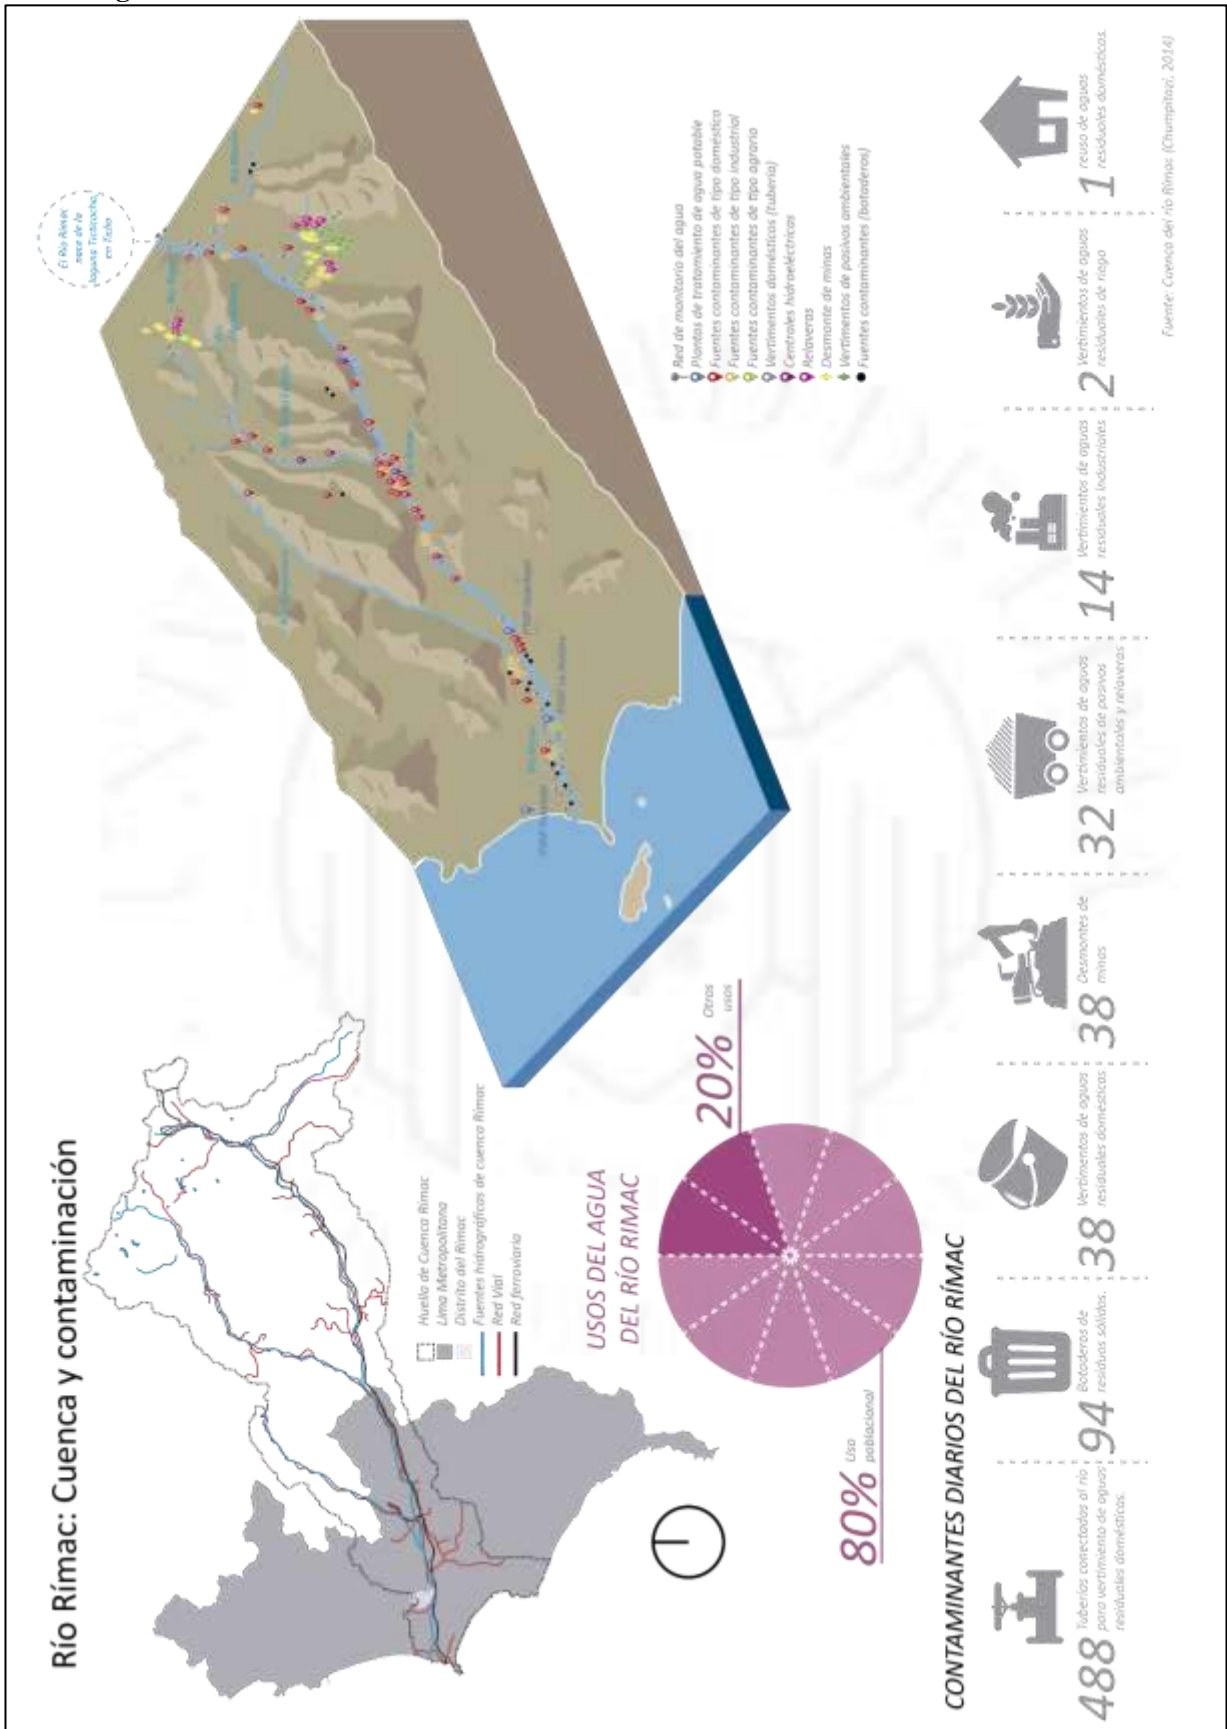 Río Rímac: Cuenca y contaminación
El Río Rímac
nace de la
laguna Ticticocha,
en Ticho
Huella de Cuenca Rímac
Lima Metropolitana
Distrito del Rímac
Fuentes hidrográficas de cuenca Rímac
Red Vial
Red ferroviaria
Red de monitorio del agua
Plantas de tratamiento de agua potable
Fuentes contaminantes de tipo doméstico
Fuentes contaminantes de tipo industrial
Fuentes contaminantes de tipo agrario
Vertimentos domésticos (tubería)
Centrales hidroeléctricas
Relaveras
Desmonte de minas
Vertimentos de pasivos ambientales
Fuentes contaminantes (botaderos)
USOS DEL AGUA
DEL RÍO RIMAC
20% Otros
usos
80% Uso
poblacional
CONTAMINANTES DIARIOS DEL RÍO RÍMAC
488 Tuberías conectadas al río
para vertimiento de aguas
residuales domésticas.
94 Botaderos de
residuos sólidos.
38 Vertimentos de aguas
residuales domésticas
38 Desmontes de
minas
32 Vertimientos de aguas
residuales de pasivos
ambientales y relaveras
14 Vertimientos de aguas
residuales industriales
2 Vertimientos de aguas
residuales de riego
1 reuso de aguas
residuales domésticas.
Fuente: Cuenca del río Rímac (Chumpitazi, 2014)